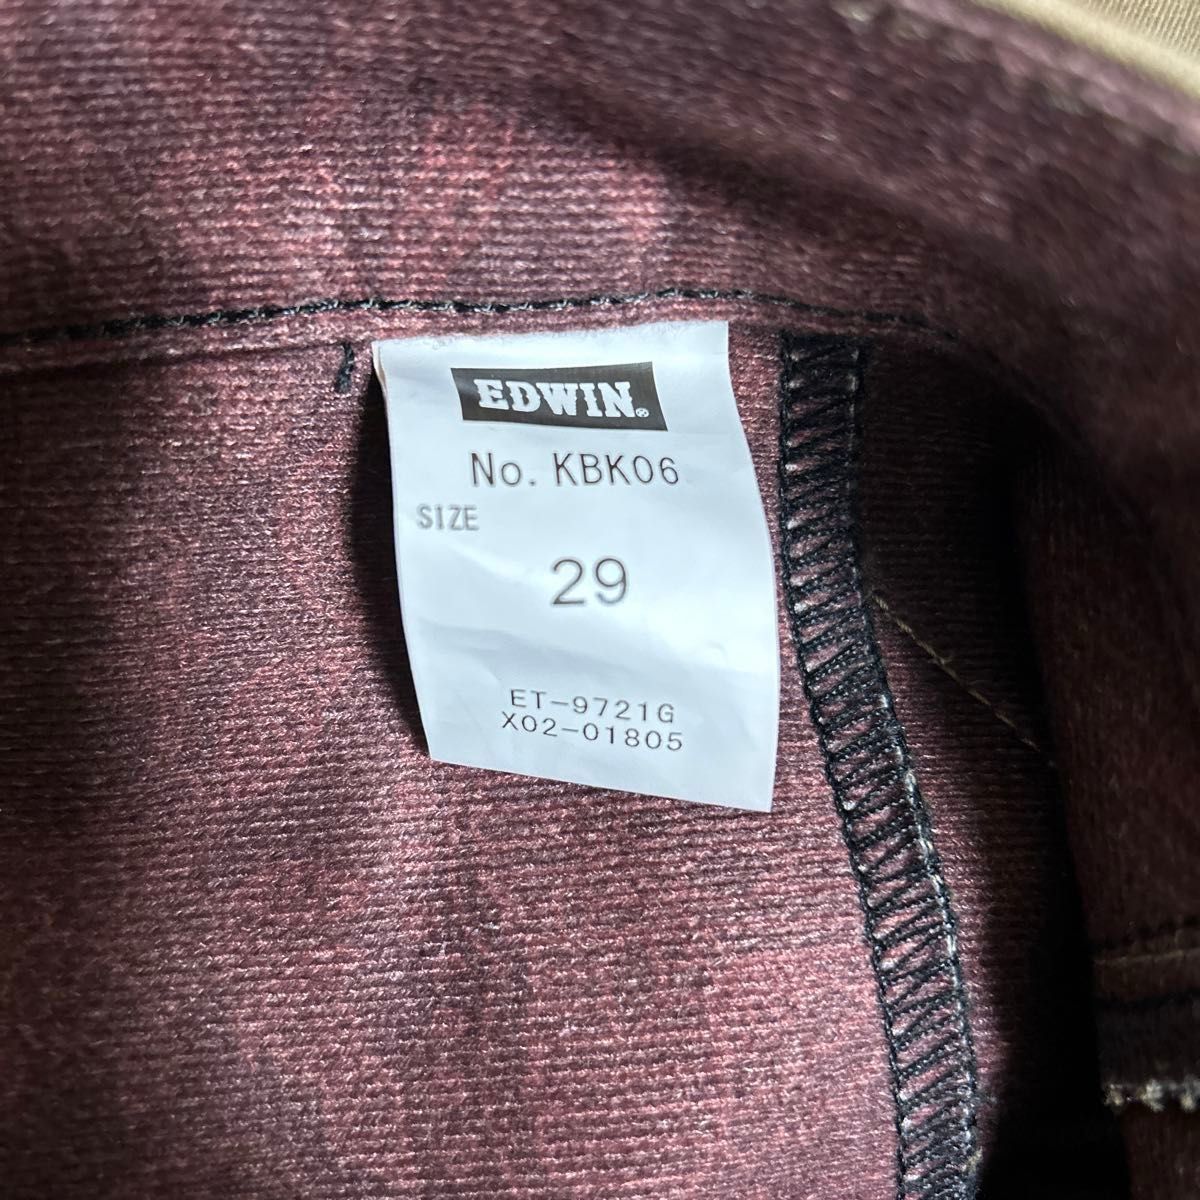 EDWIN®
No. KBK06
SIZE
29
ET-9721G
X02-01805